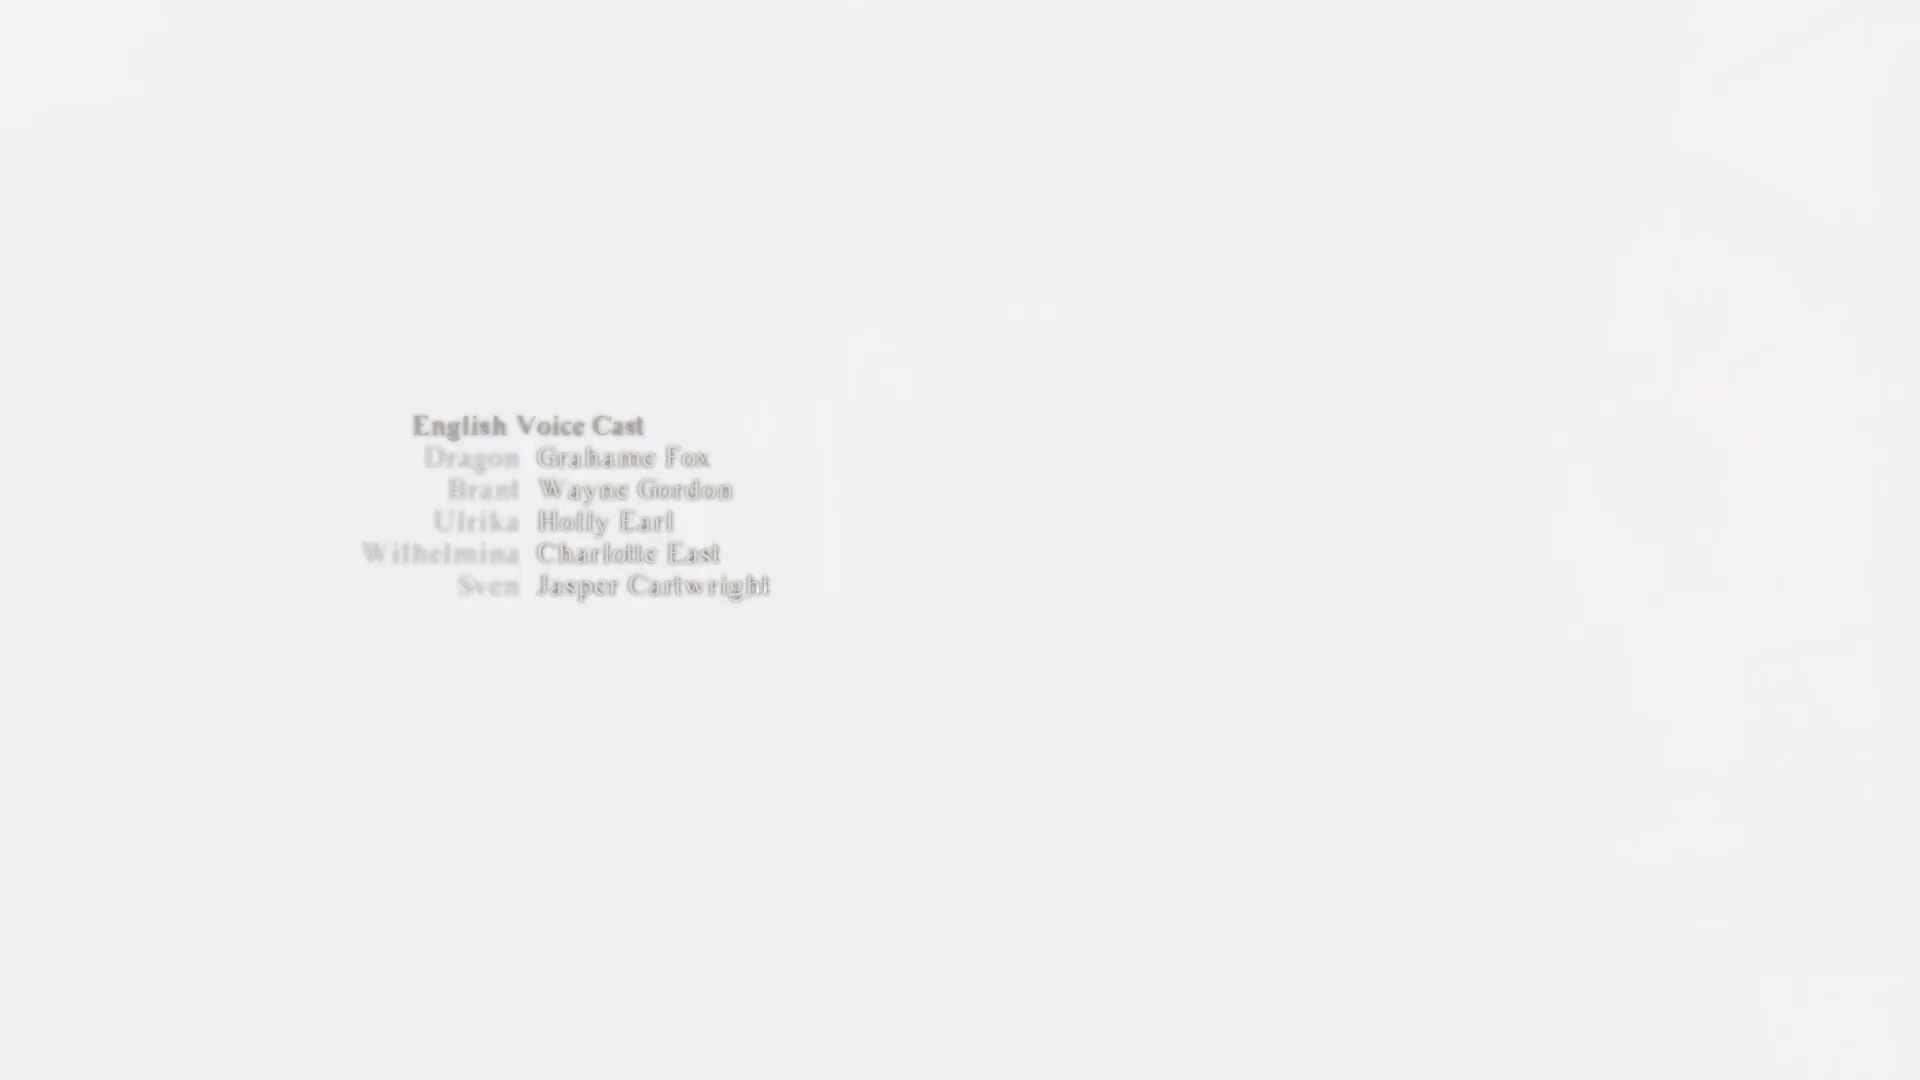 English Voice Cast
Dragon Grahame Fox
Brant Wayne Gordon
Ulrika Holly Earl
Wilhelmina Charlotte East
Sven Jasper Cartwright